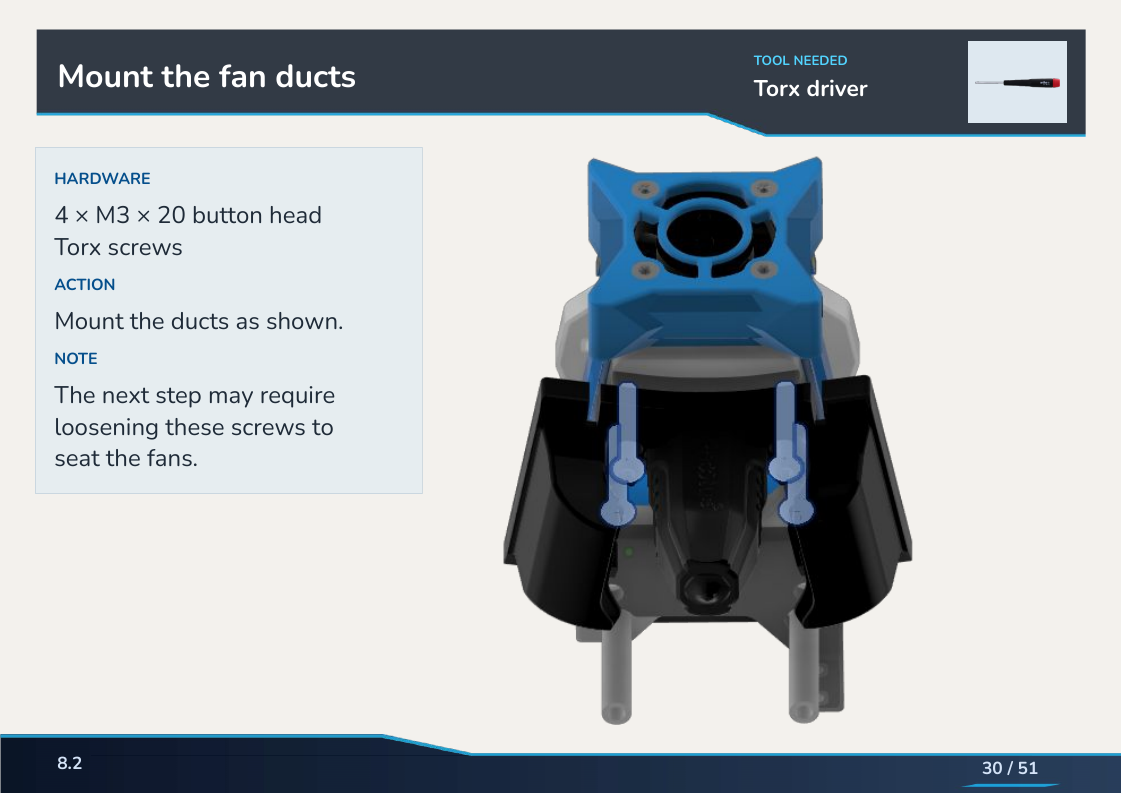 Mount the fan ducts
TOOL NEEDED
Torx driver
HARDWARE
4 × M3 × 20 button head
Torx screws
ACTION
Mount the ducts as shown.
NOTE
The next step may require
loosening these screws to
seat the fans.
8.2
30 / 51